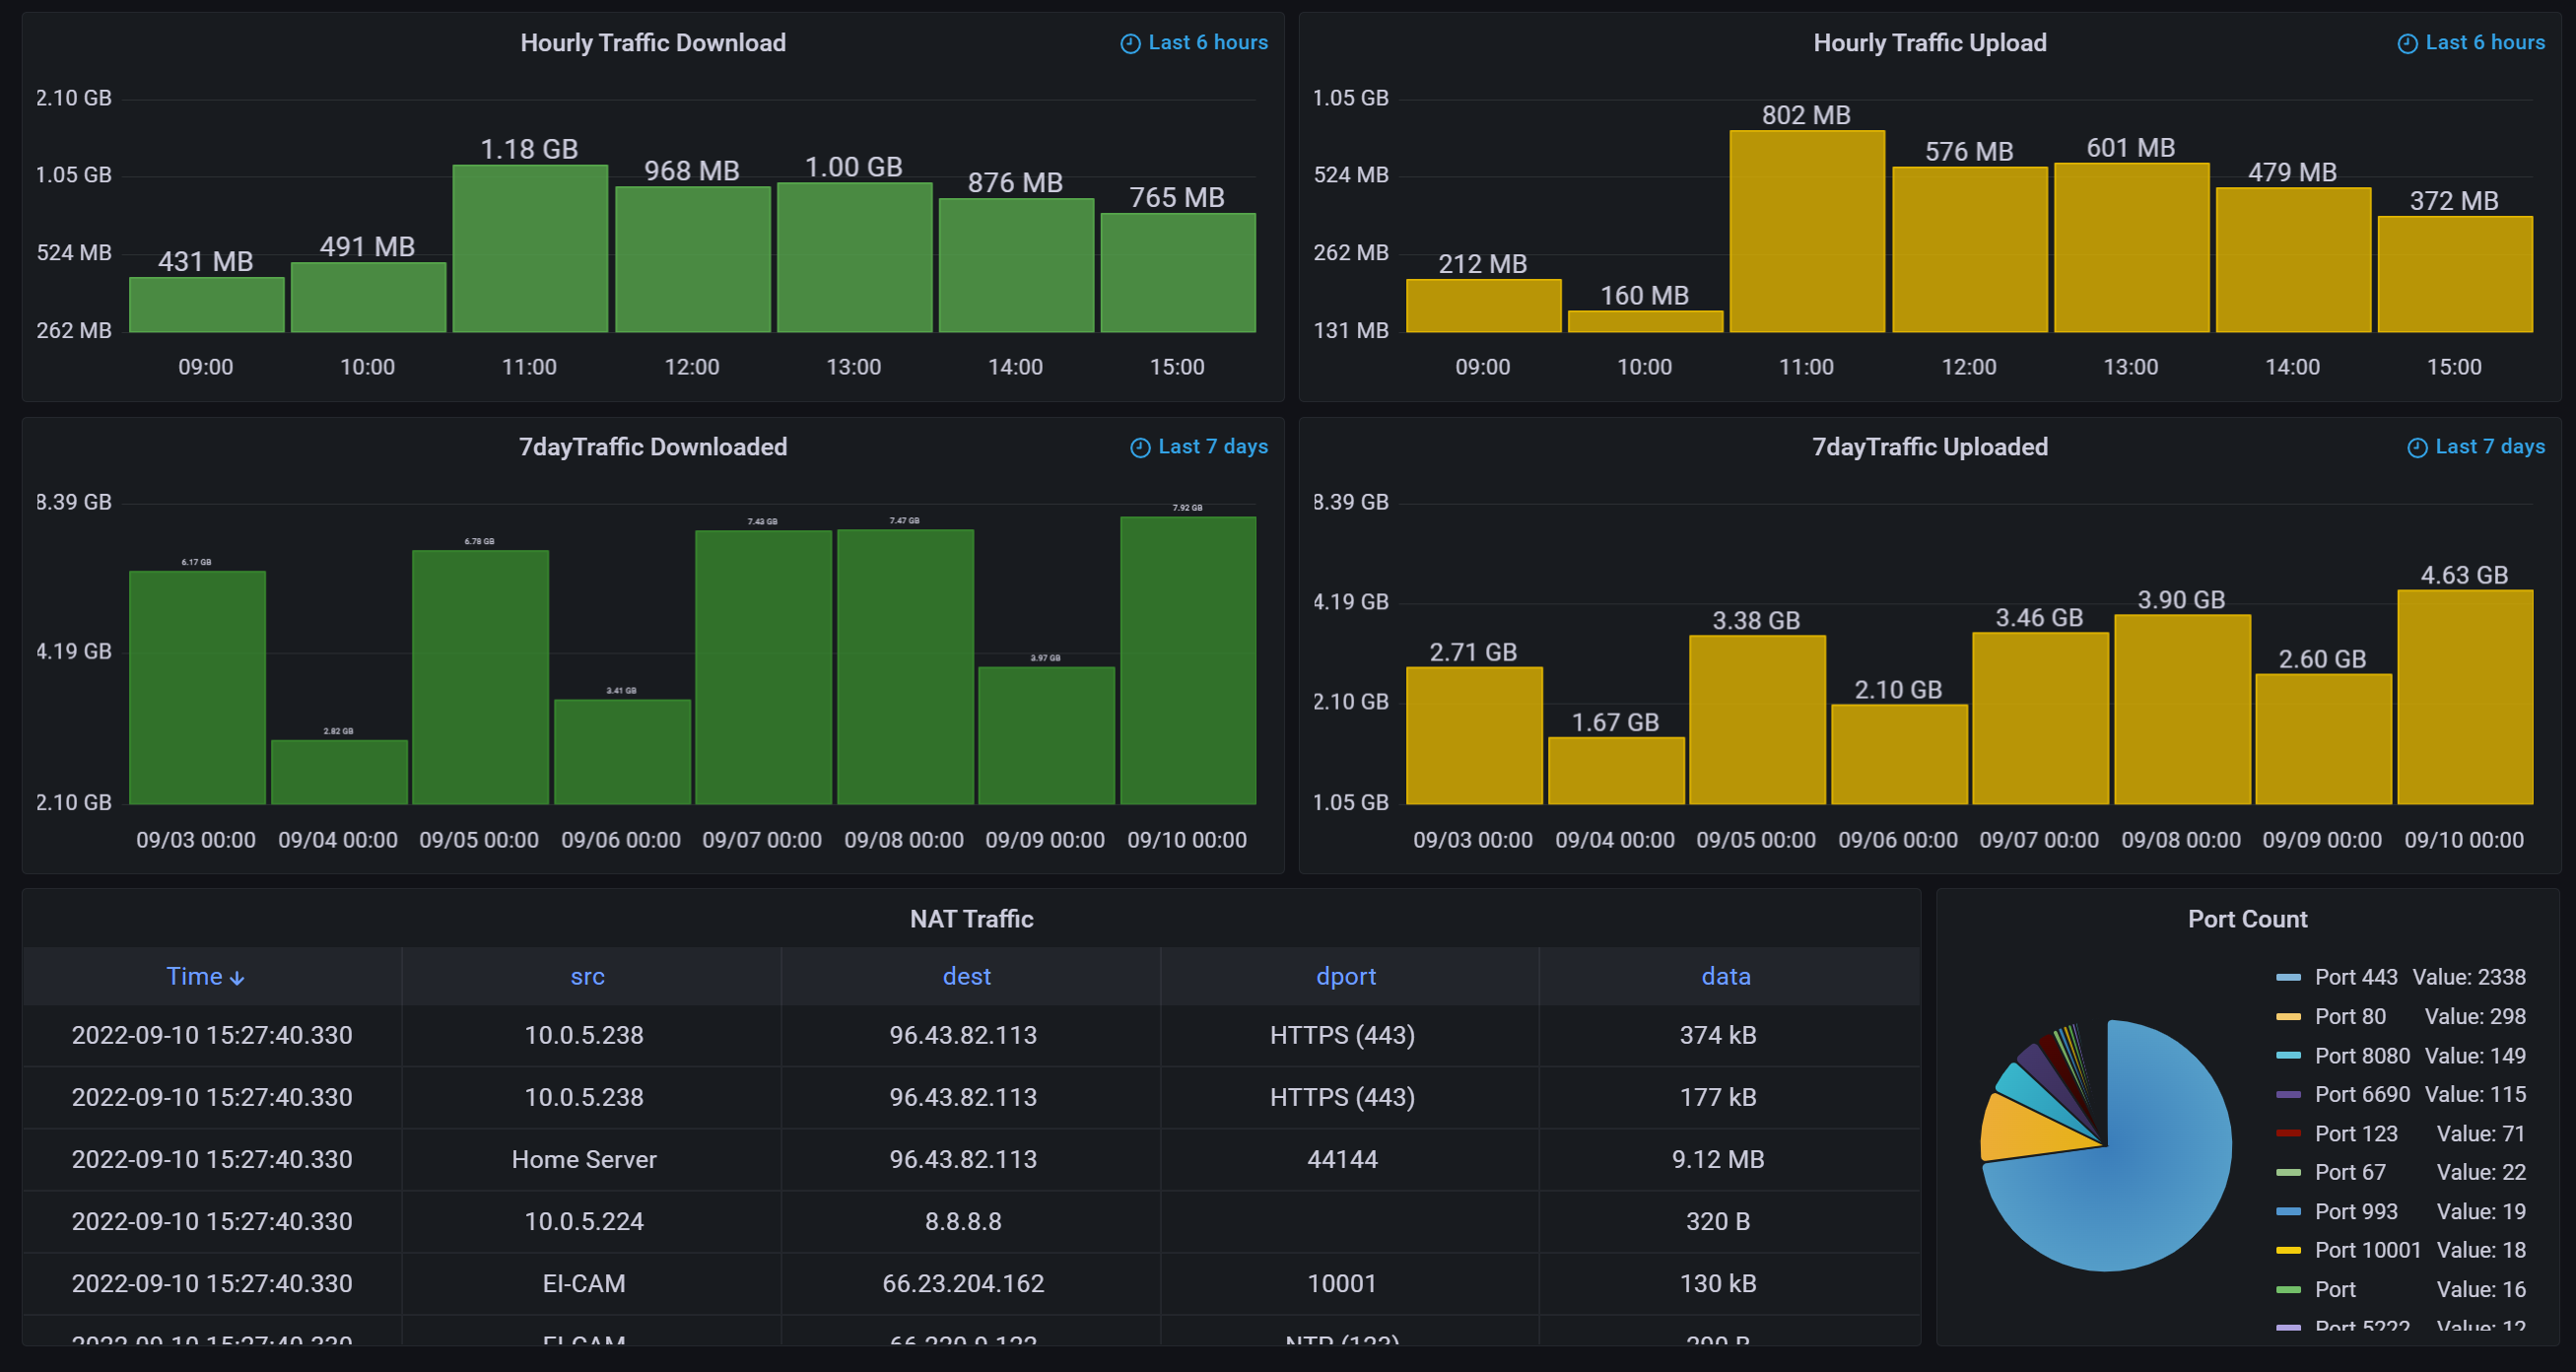 Hourly Traffic Download
Last 6 hours
2.10 GB
1.05 GB
524 MB
262 MB
431 MB
491 MB
1.18 GB
968 MB
1.00 GB
876 MB
765 MB
09:00 10:00 11:00 12:00 13:00 14:00 15:00
Hourly Traffic Upload
Last 6 hours
1.05 GB
524 MB
262 MB
131 MB
212 MB
160 MB
802 MB
576 MB
601 MB
479 MB
372 MB
09:00 10:00 11:00 12:00 13:00 14:00 15:00
7dayTraffic Downloaded
Last 7 days
8.39 GB
4.19 GB
2.10 GB
6.17 GB
2.82 GB
6.78 GB
3.41 GB
7.43 GB
7.47 GB
3.97 GB
7.92 GB
09/03 00:00 09/04 00:00 09/05 00:00 09/06 00:00 09/07 00:00 09/08 00:00 09/09 00:00 09/10 00:00
7dayTraffic Uploaded
Last 7 days
8.39 GB
4.19 GB
2.10 GB
1.05 GB
2.71 GB
1.67 GB
3.38 GB
2.10 GB
3.46 GB
3.90 GB
2.60 GB
4.63 GB
09/03 00:00 09/04 00:00 09/05 00:00 09/06 00:00 09/07 00:00 09/08 00:00 09/09 00:00 09/10 00:00
NAT Traffic
Time src dest dport data
2022-09-10 15:27:40.330 10.0.5.238 96.43.82.113 HTTPS (443) 374 kB
2022-09-10 15:27:40.330 10.0.5.238 96.43.82.113 HTTPS (443) 177 kB
2022-09-10 15:27:40.330 Home Server 96.43.82.113 44144 9.12 MB
2022-09-10 15:27:40.330 10.0.5.224 8.8.8.8 320 B
2022-09-10 15:27:40.330 EI-CAM 66.23.204.162 10001 130 kB
2022-09-10 15:27:40.330 EI-CAM NTP (123)
Port Count
Port 443 Value: 2338
Port 80 Value: 298
Port 8080 Value: 149
Port 6690 Value: 115
Port 123 Value: 71
Port 67 Value: 22
Port 993 Value: 19
Port 10001 Value: 18
Port Value: 16
Port 5222 Value: 12